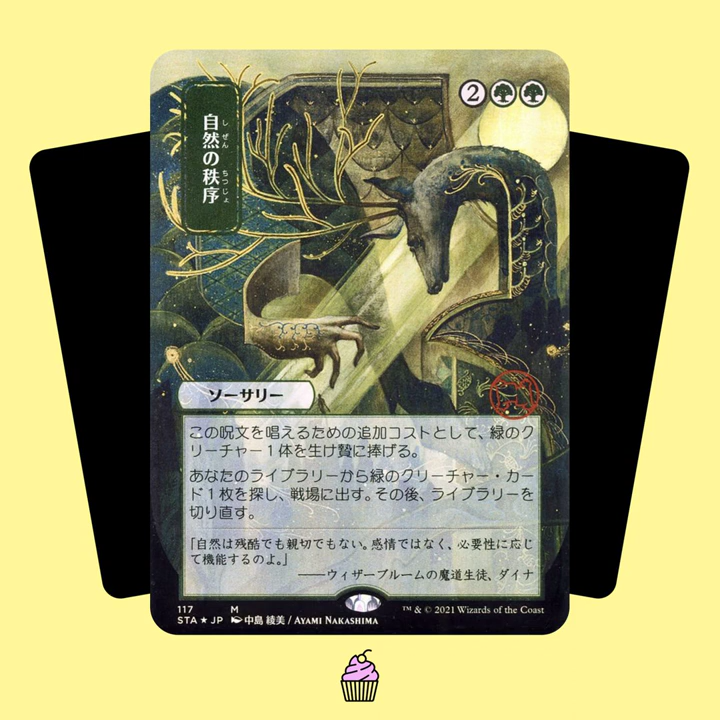 自然の秩序
しぜん ちつじょ
2
ソーサリー
この呪文を唱えるための追加コストとして、緑のク
リーチャー1体を生け贄に捧げる。
あなたのライブラリーから緑のクリーチャー・カー
ド1枚を探し、戦場に出す。その後、ライブラリーを
切り直す。
「自然は残酷でも親切でもない。感情ではなく、必要性に応じ
て機能するのよ。」
――ウィザーブルームの魔道生徒、ダイナ
117 M
STA ★ JP 中島 綾美 / AYAMI NAKASHIMA
™ & © 2021 Wizards of the Coast